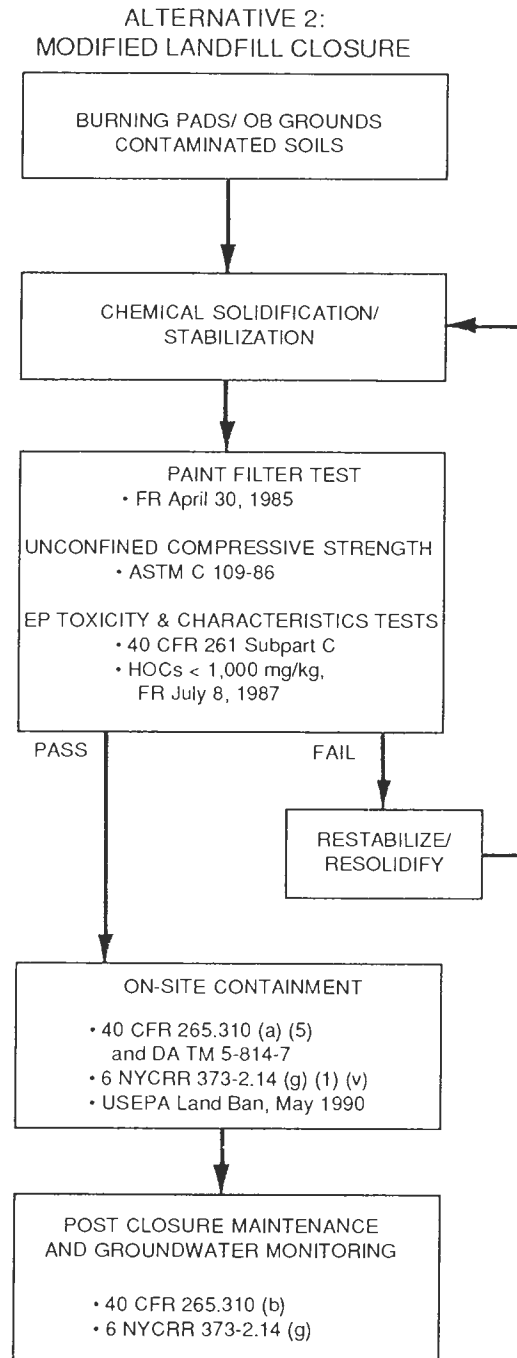 ALTERNATIVE 2:
MODIFIED LANDFILL CLOSURE
BURNING PADS/ OB GROUNDS
CONTAMINATED SOILS
CHEMICAL SOLIDIFICATION/
STABILIZATION
PAINT FILTER TEST
• FR April 30, 1985
UNCONFINED COMPRESSIVE STRENGTH
• ASTM C 109-86
EP TOXICITY & CHARACTERISTICS TESTS
• 40 CFR 261 Subpart C
• HOCs < 1,000 mg/kg,
FR July 8, 1987
PASS
FAIL
RESTABILIZE/
RESOLIDIFY
ON-SITE CONTAINMENT
• 40 CFR 265.310 (a) (5)
and DA TM 5-814-7
• 6 NYCRR 373-2.14 (g) (1) (v)
• USEPA Land Ban, May 1990
POST CLOSURE MAINTENANCE
AND GROUNDWATER MONITORING
• 40 CFR 265.310 (b)
• 6 NYCRR 373-2.14 (g)